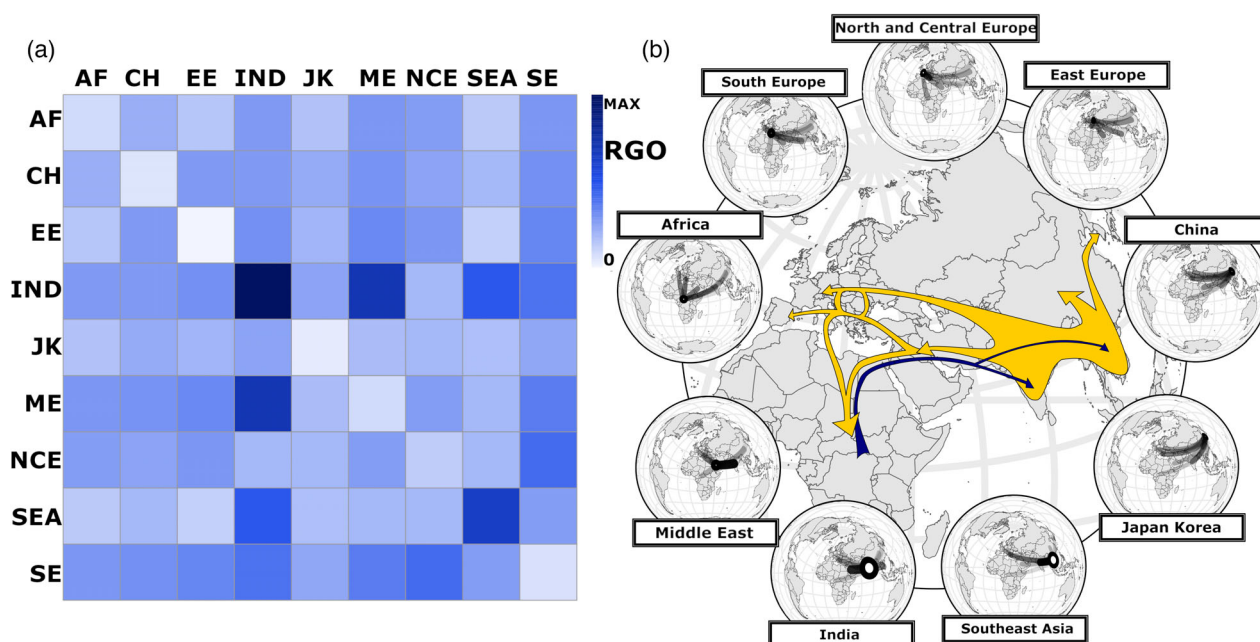 (a)
AF CH EE IND JK ME NCE SEA SE
AF
CH
EE
IND
JK
ME
NCE
SEA
SE
MAX
RGO
0
(b)
North and Central Europe
South Europe
East Europe
Africa
China
Middle East
Japan Korea
India
Southeast Asia